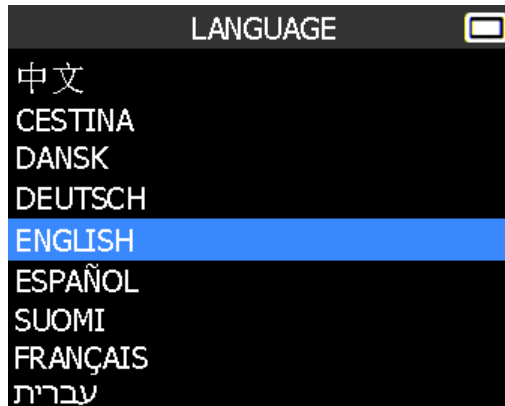 LANGUAGE
中文
CESTINA
DANSK
DEUTSCH
ENGLISH
ESPAÑOL
SUOMI
FRANÇAIS
עברית